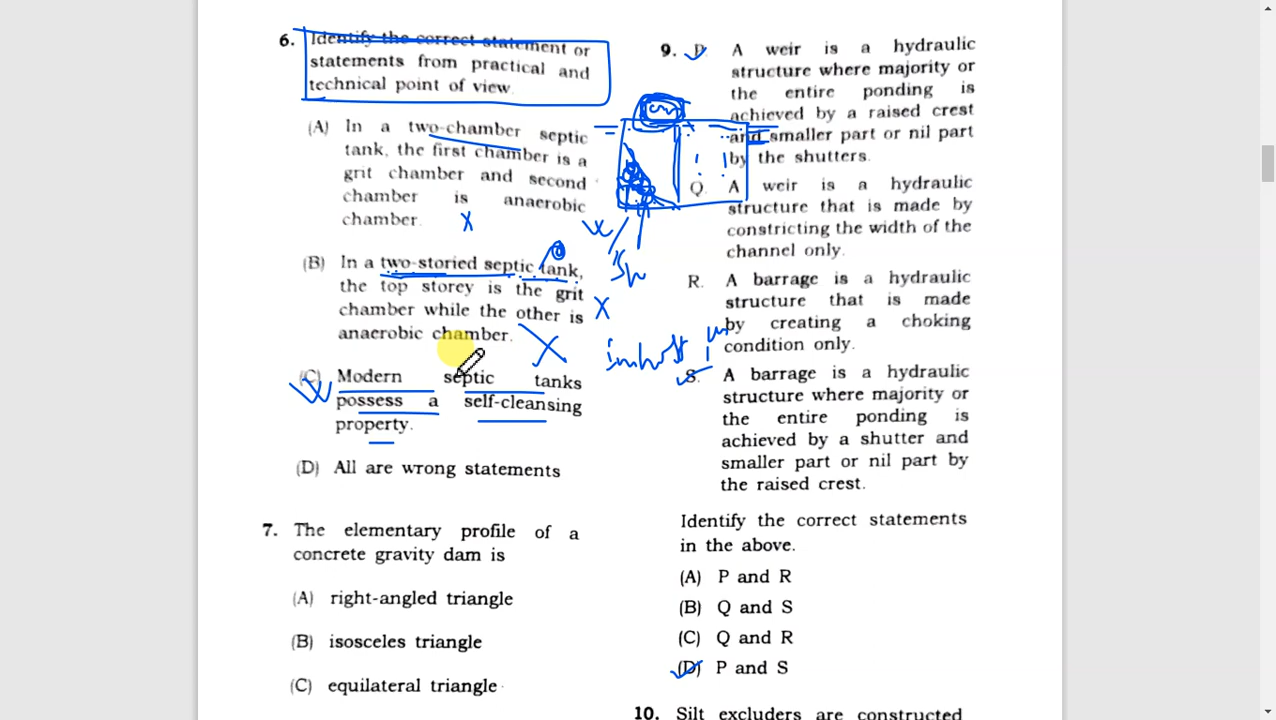 6. Identify the correct statement or
statements from practical and
technical point of view.
(A) In a two-chamber septic
tank, the first chamber is a
grit chamber and second
chamber is anaerobic
chamber. X
(B) In a two-storied septic tank,
the top storey is the grit
chamber while the other is X
anaerobic chamber. X
(C) Modern septic tanks
possess a self-cleansing
property.
(D) All are wrong statements
7. The elementary profile of a
concrete gravity dam is
(A) right-angled triangle
(B) isosceles triangle
(C) equilateral triangle
9. P. A weir is a hydraulic
structure where majority or
the entire ponding is
achieved by a raised crest
and smaller part or nil part
by the shutters.
Q. A weir is a hydraulic
structure that is made by
constricting the width of the
channel only.
R. A barrage is a hydraulic
structure that is made
by creating a choking
condition only.
S. A barrage is a hydraulic
structure where majority or
the entire ponding is
achieved by a shutter and
smaller part or nil part by
the raised crest.
Identify the correct statements
in the above.
(A) P and R
(B) Q and S
(C) Q and R
(D) P and S
10. Silt excluders are constructed